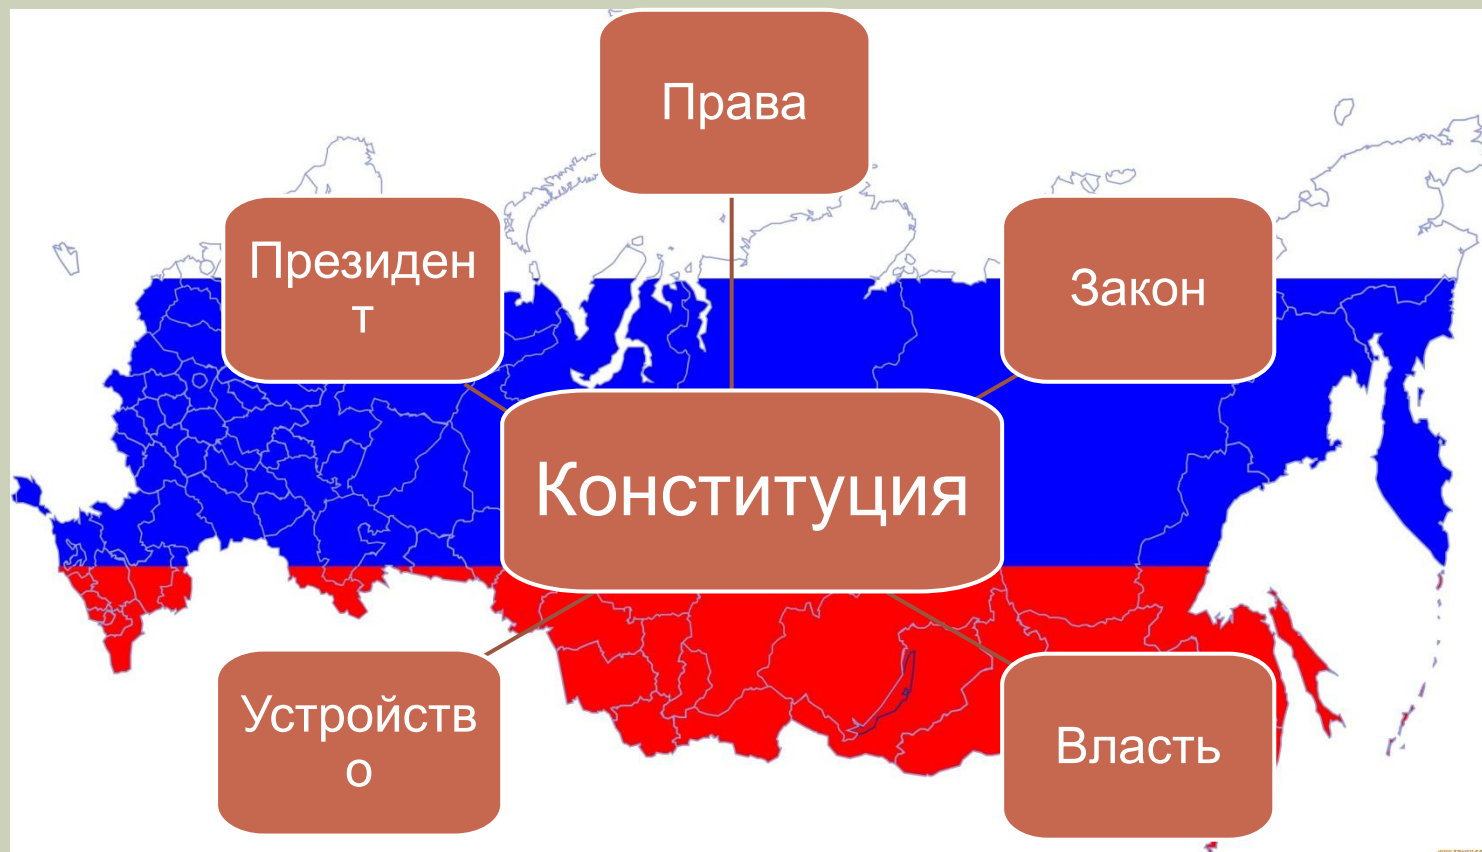 Права
Президен
т
Закон
Конституция
Устройств
о
Власть